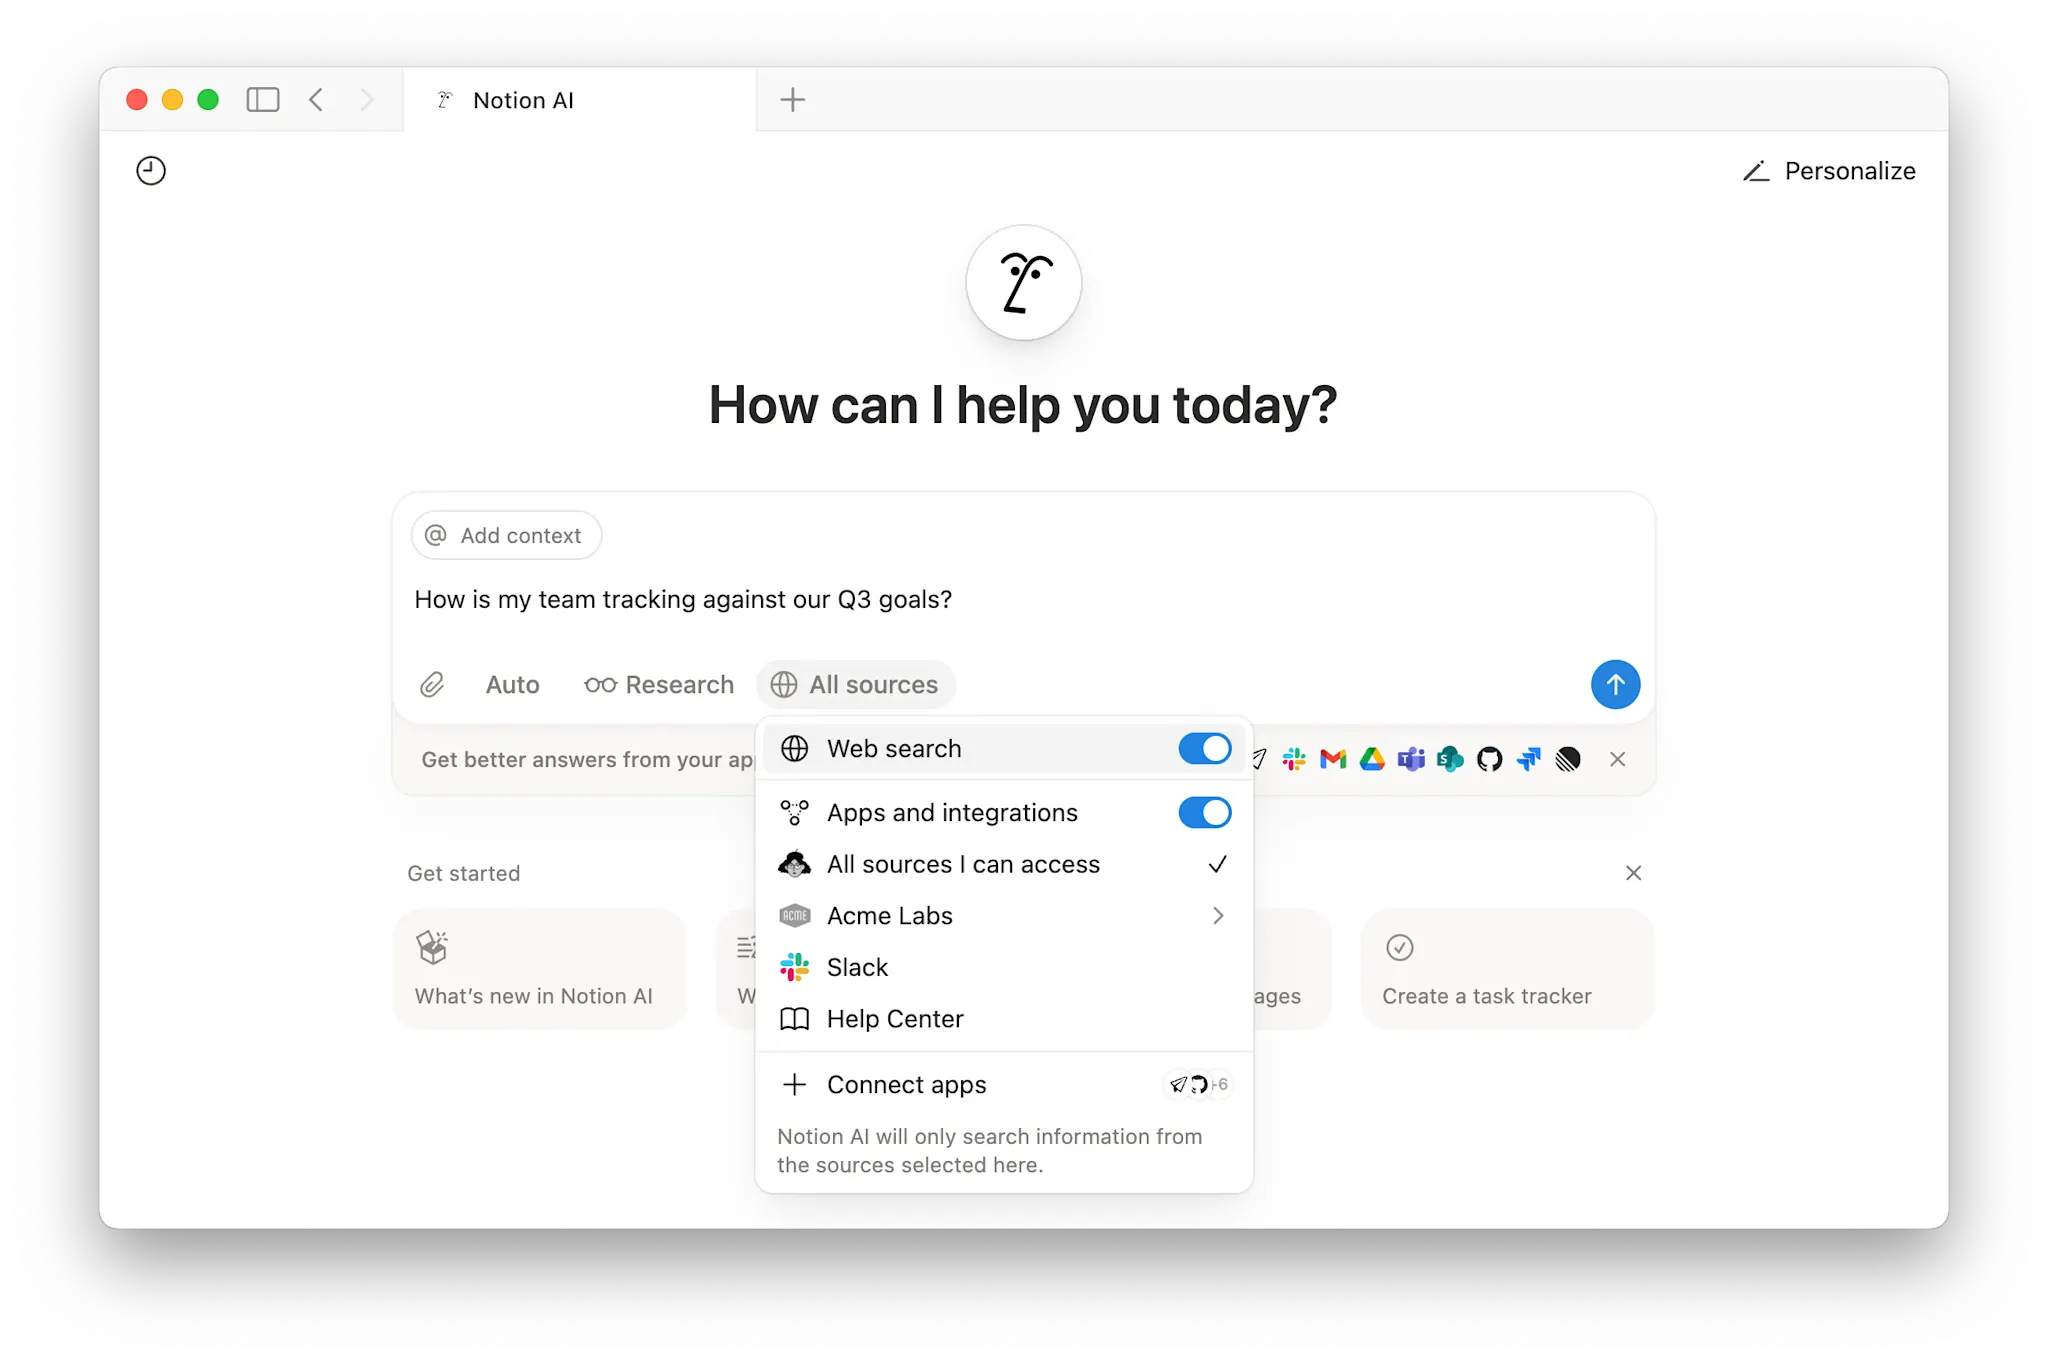 Notion AI
Personalize
How can I help you today?
@ Add context
How is my team tracking against our Q3 goals?
Auto
Research
All sources
Get better answers from your
Web search
Apps and integrations
All sources I can access
ACME Acme Labs
Slack
Help Center
Connect apps
+6
Notion AI will only search information from
the sources selected here.
Get started
What’s new in Notion AI
Create a task tracker